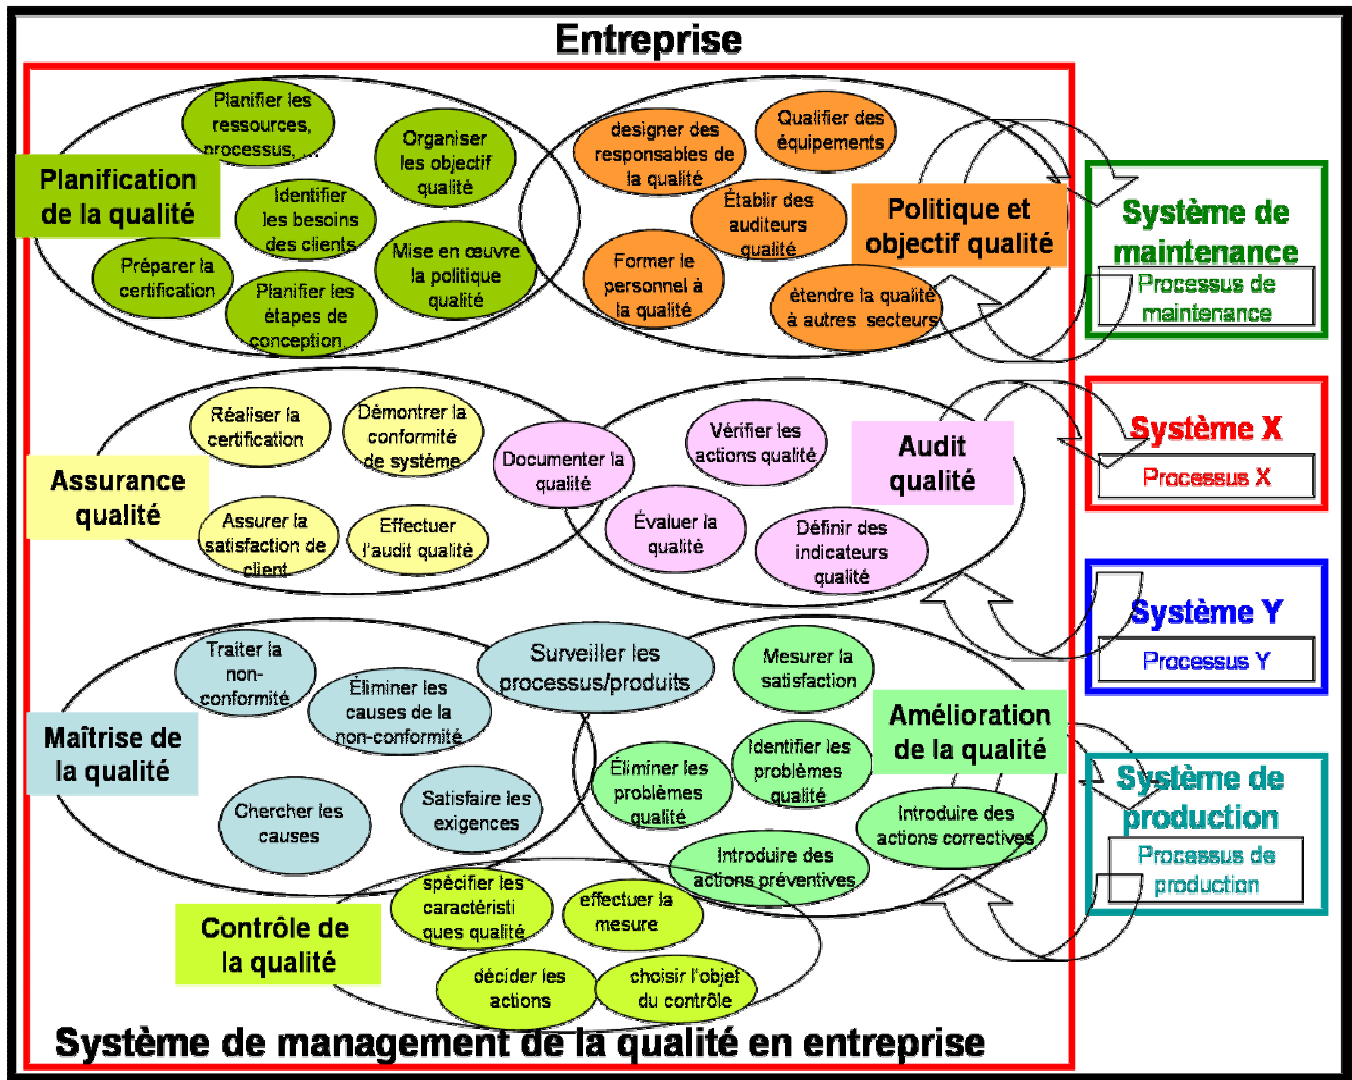 Entreprise
Planification
de la qualité
Planifier les
ressources,
processus, ...
Organiser
les objectif
qualité
Identifier
les besoins
des clients
Mise en œuvre
la politique
qualité
Préparer la
certification
Planifier les
étapes de
conception
designer des
responsables de
la qualité
Qualifier des
équipements
Établir des
auditeurs
qualité
Former le
personnel à
la qualité
étendre la qualité
à autres secteurs
Politique et
objectif qualité
Système de
maintenance
Processus de
maintenance
Assurance
qualité
Réaliser la
certification
Démontrer la
conformité
de système
Assurer la
satisfaction de
client
Effectuer
l'audit qualité
Documenter la
qualité
Vérifier les
actions qualité
Évaluer la
qualité
Définir des
indicateurs
qualité
Audit
qualité
Système X
Processus X
Système Y
Processus Y
Maîtrise de
la qualité
Traiter la
non-
conformité
Éliminer les
causes de la
non-conformité
Chercher les
causes
Satisfaire les
exigences
Surveiller les
processus/produits
Mesurer la
satisfaction
Éliminer les
problèmes
qualité
Identifier les
problèmes
qualité
Introduire des
actions correctives
Introduire des
actions préventives
Amélioration
de la qualité
Système de
production
Processus de
production
Contrôle de
la qualité
spécifier les
caractéristi
ques qualité
effectuer la
mesure
décider les
actions
choisir l'objet
du contrôle
Système de management de la qualité en entreprise